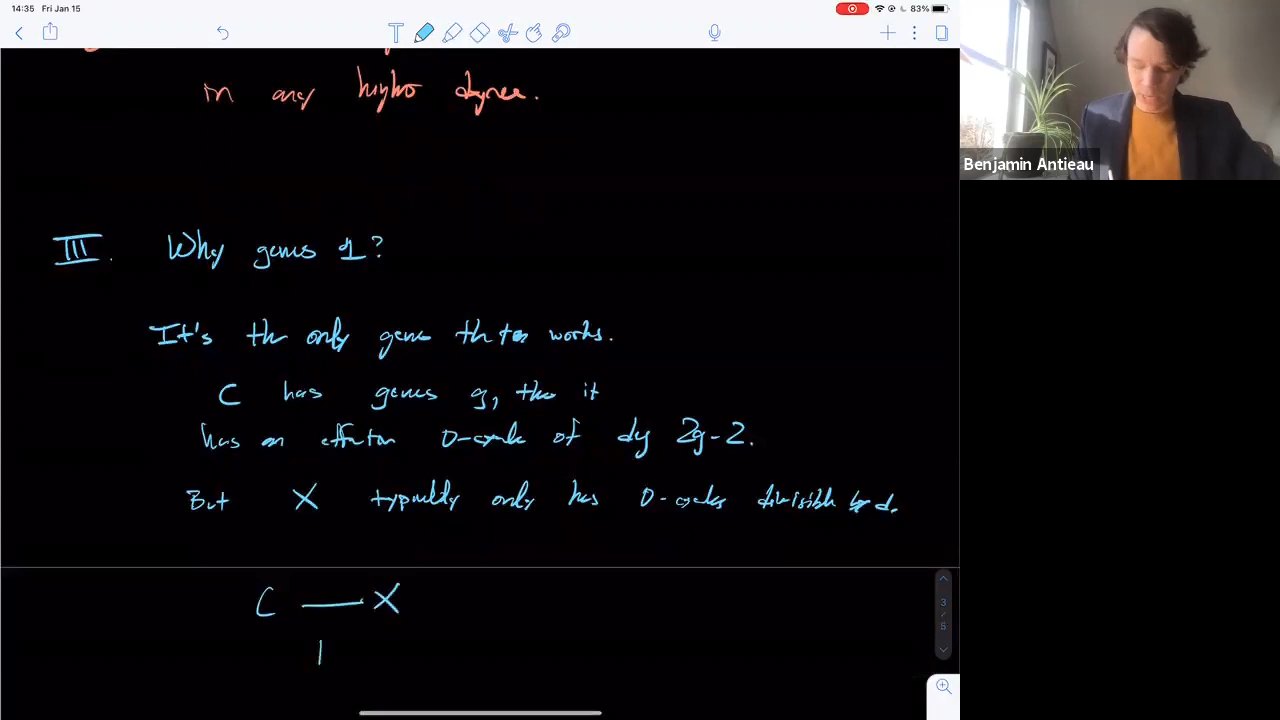 14:35 Fri Jan 15
83%
in any higher degree.
Benjamin Antieau
III. Why genus 1?
It's the only genus that works.
C has genus g, then it
has an effective 0-cycle of deg 2g-2.
But X typically only has 0-cycles divisible by d.
C — X
3 / 5